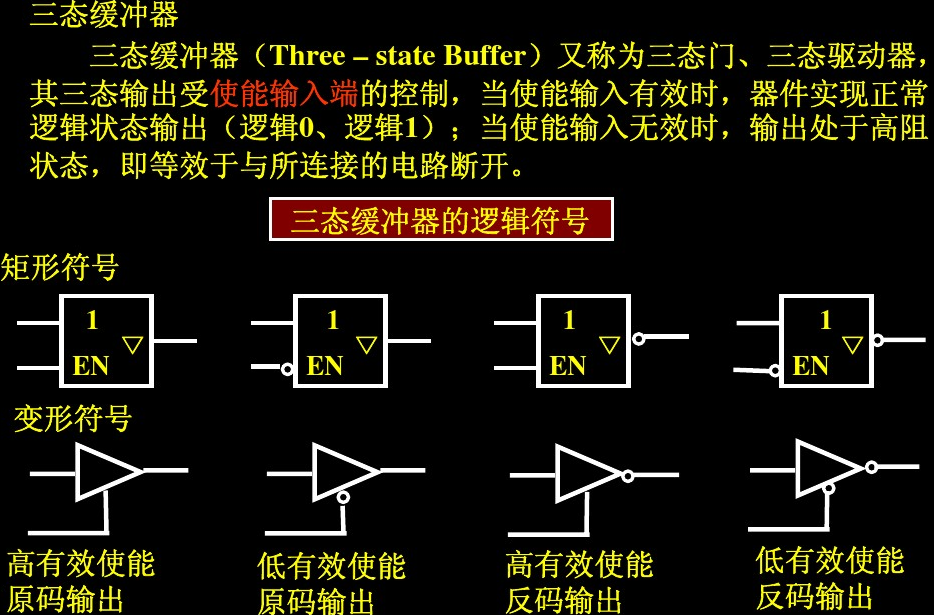 三态缓冲器
三态缓冲器（Three – state Buffer）又称为三态门、三态驱动器，
其三态输出受使能输入端的控制，当使能输入有效时，器件实现正常
逻辑状态输出（逻辑0、逻辑1）；当使能输入无效时，输出处于高阻
状态，即等效于与所连接的电路断开。
三态缓冲器的逻辑符号
矩形符号
1 1 1 1
▽ ▽ ▽ ▽
EN EN EN EN
变形符号
高有效使能 低有效使能 高有效使能 低有效使能
原码输出 原码输出 反码输出 反码输出